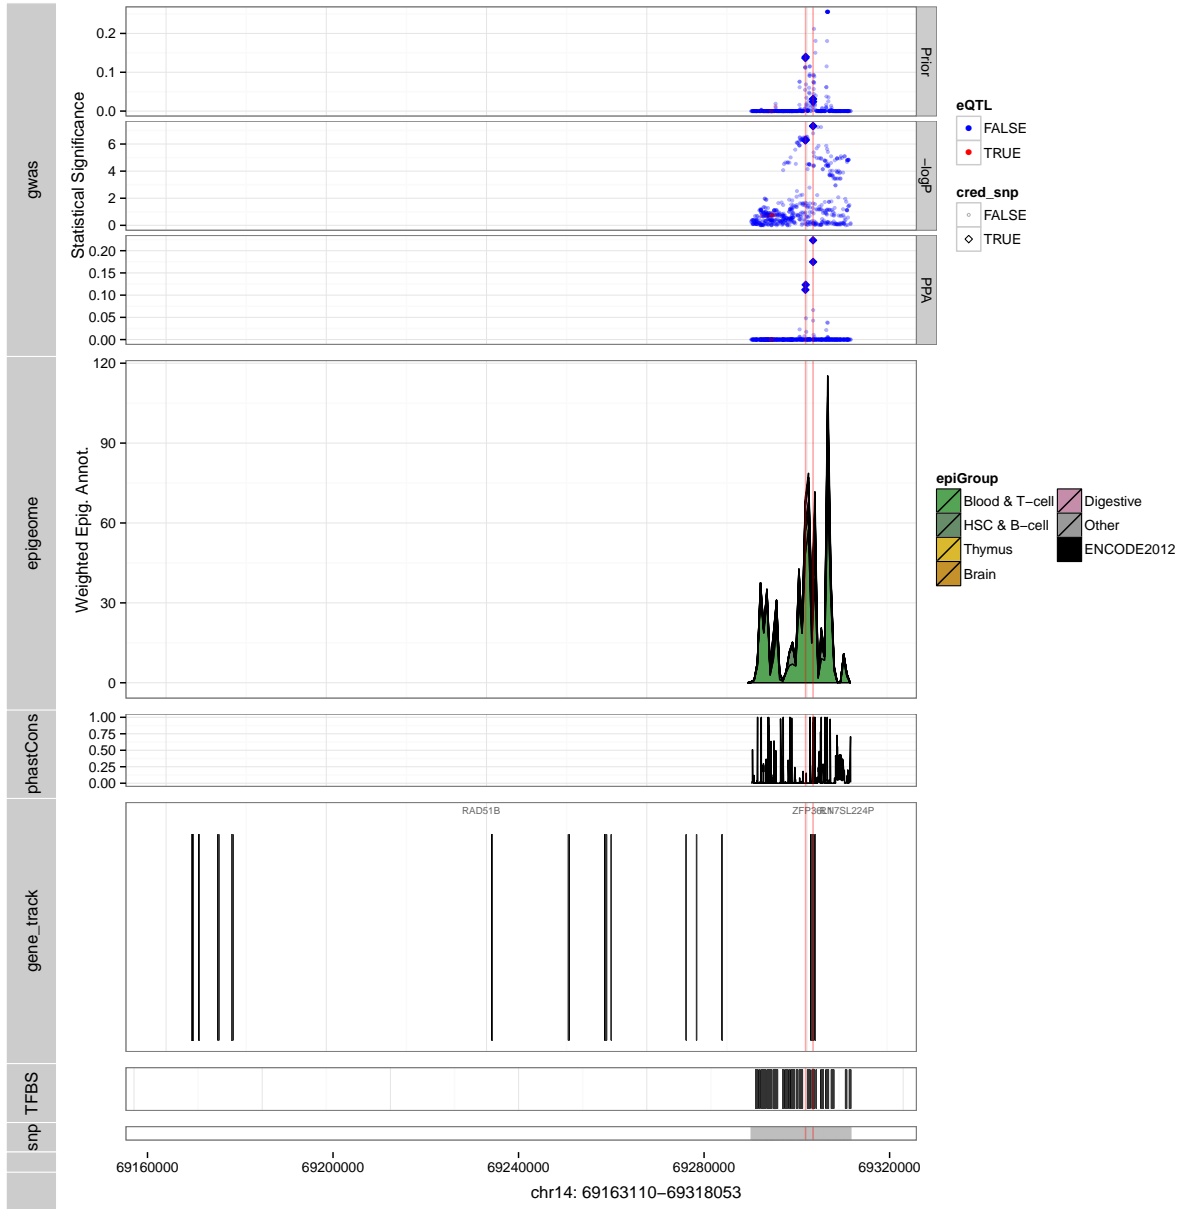 gwas
Statistical Significance
0.2
0.1
0.0
Prior
6
4
2
0
−logP
0.20
0.15
0.10
0.05
0.00
PPA
eQTL
FALSE
TRUE
cred_snp
FALSE
TRUE
epigeome
Weighted Epig. Annot.
120
90
60
30
0
epiGroup
Blood & T−cell
HSC & B−cell
Thymus
Brain
Digestive
Other
ENCODE2012
phastCons
1.00
0.75
0.50
0.25
0.00
gene_track
RAD51B
TFBS
snp
69160000 69200000 69240000 69280000 69320000
chr14: 69163110−69318053